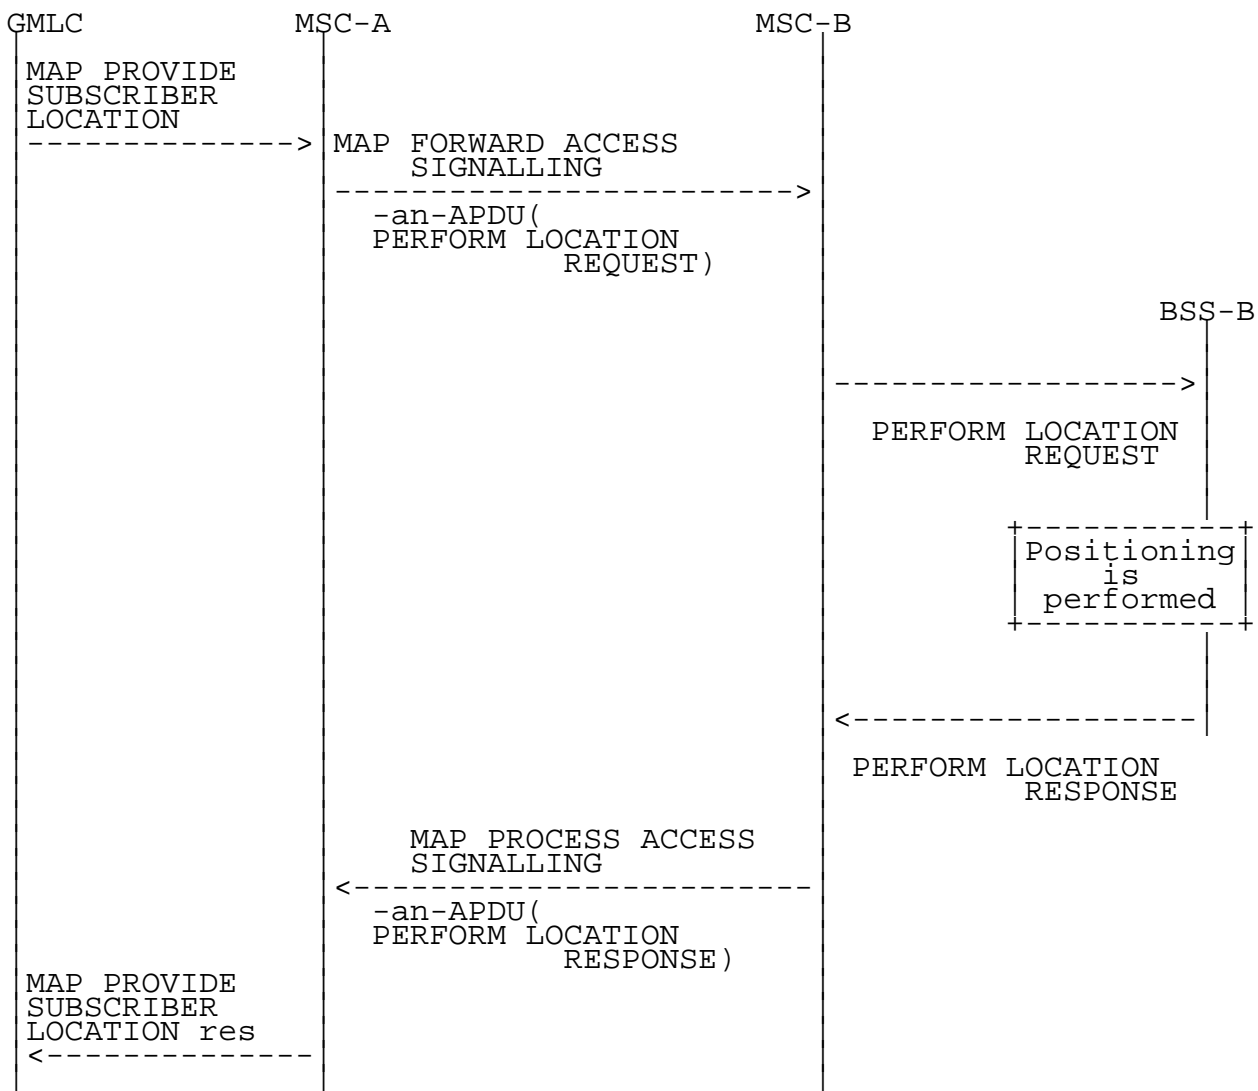 GMLC MSC-A MSC-B
MAP PROVIDE
SUBSCRIBER
LOCATION
MAP FORWARD ACCESS
SIGNALLING
-an-APDU(
PERFORM LOCATION
REQUEST)
BSS-B
PERFORM LOCATION
REQUEST
Positioning
is
performed
PERFORM LOCATION
RESPONSE
MAP PROCESS ACCESS
SIGNALLING
-an-APDU(
PERFORM LOCATION
RESPONSE)
MAP PROVIDE
SUBSCRIBER
LOCATION res